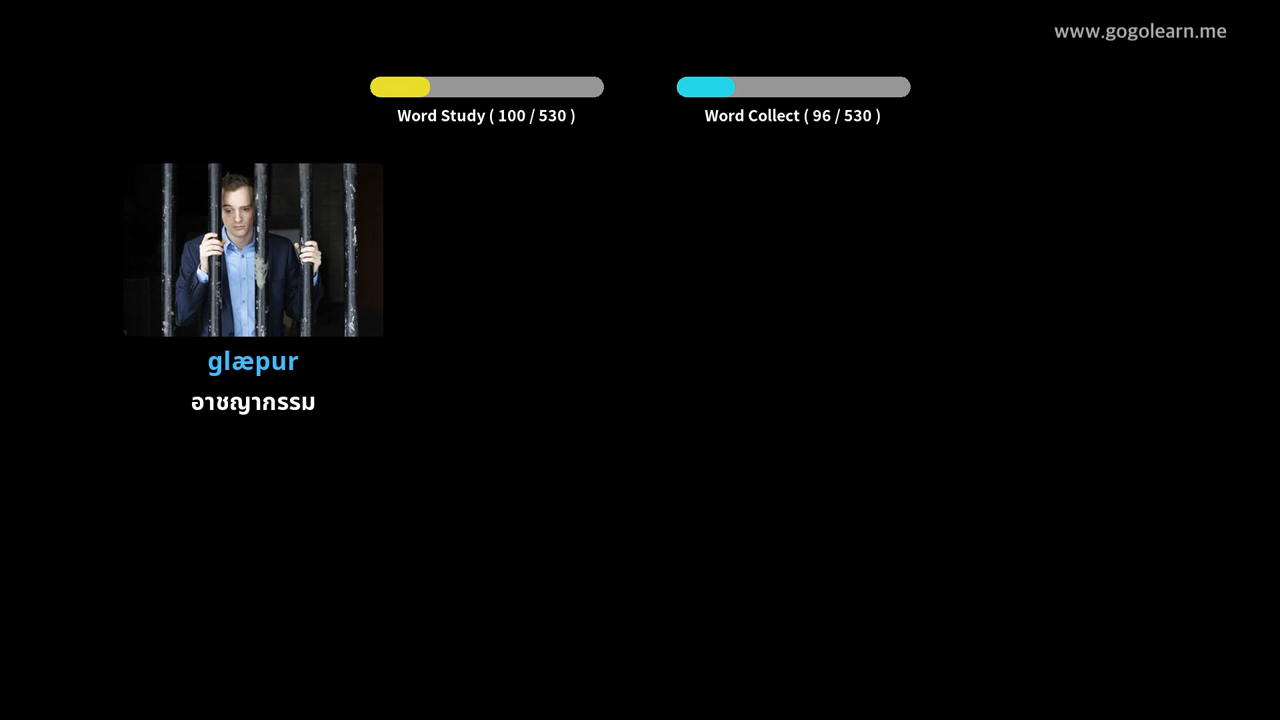 www.gogolearn.me
Word Study ( 100 / 530 )
Word Collect ( 96 / 530 )
glæpur
อาชญากรรม